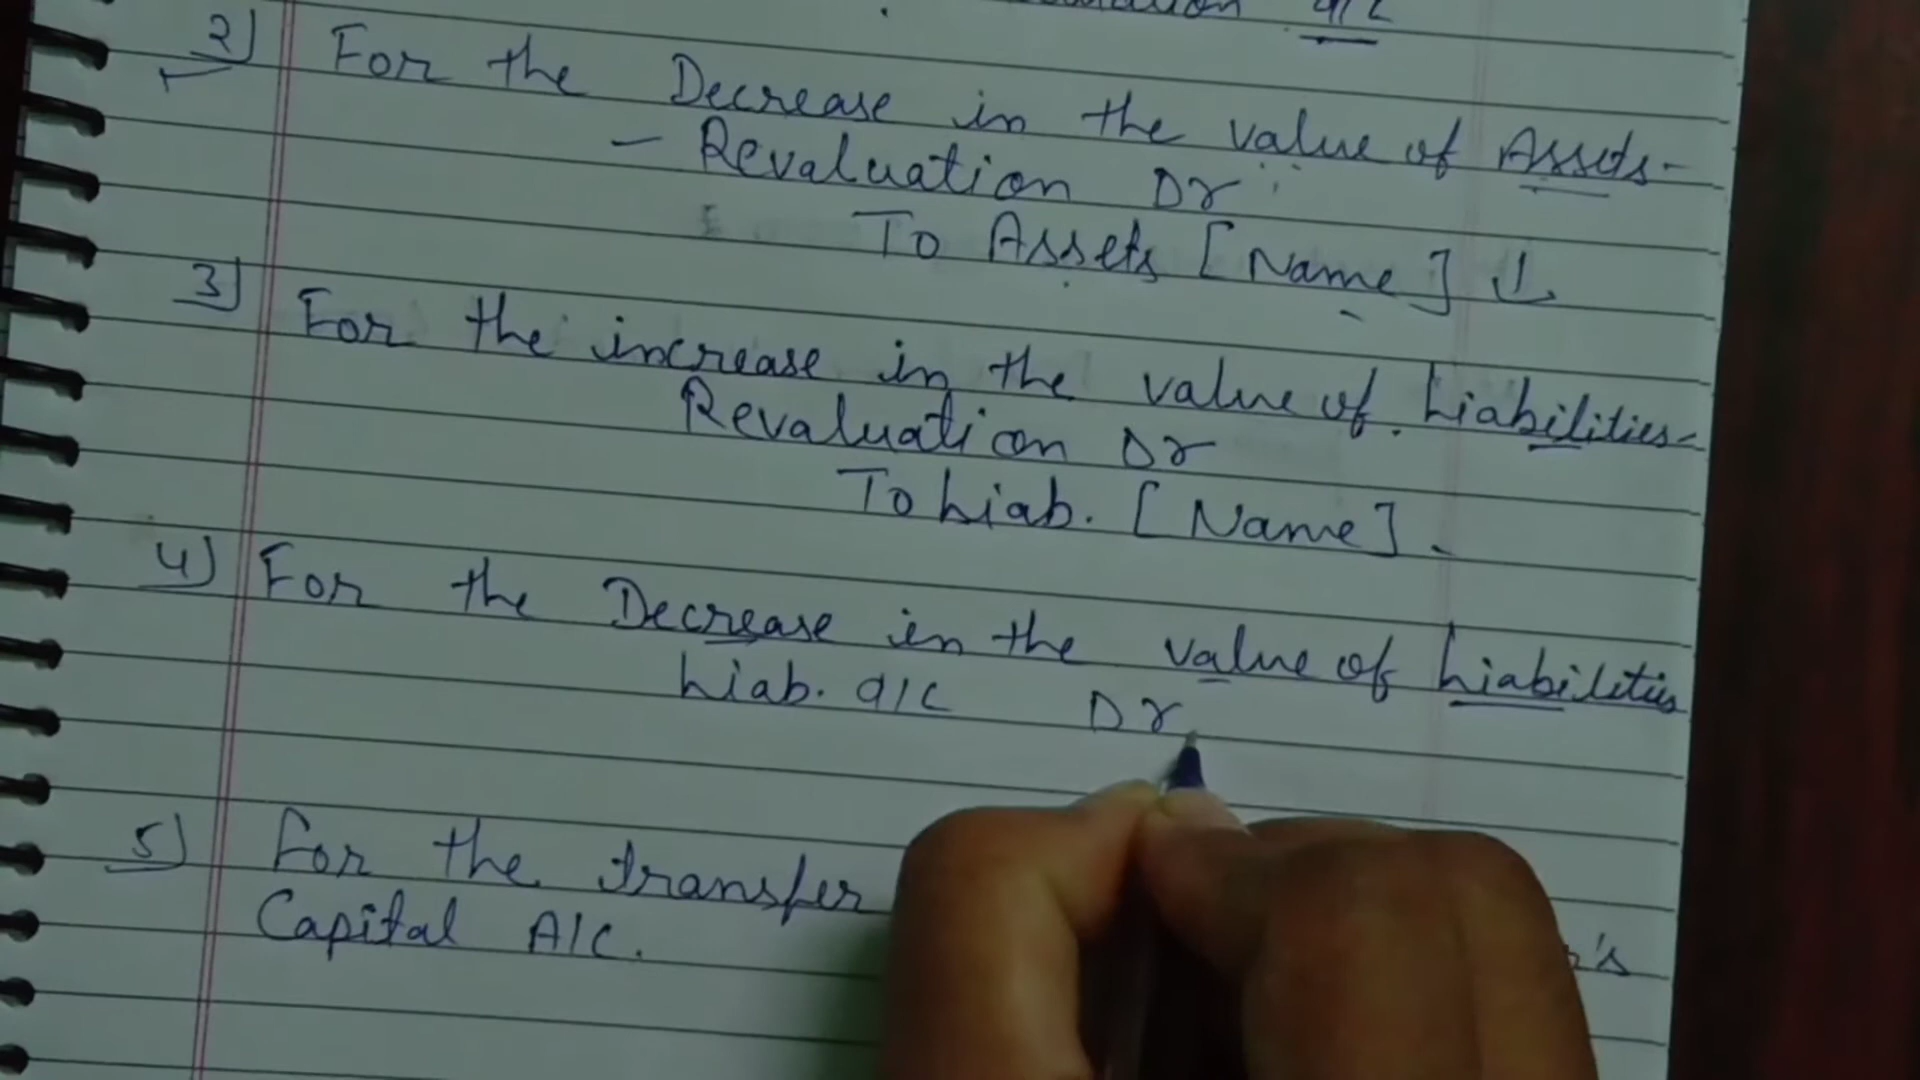 a/c
2) For the Decrease in the value of Assets-
- Revaluation Dr
To Assets [Name] ↓
3) For the increase in the value of Liabilities-
Revaluation Dr
To Liab. [Name].
4) For the Decrease in the value of Liabilities
Liab. a/c Dr
5) For the transfer
Capital A/C.